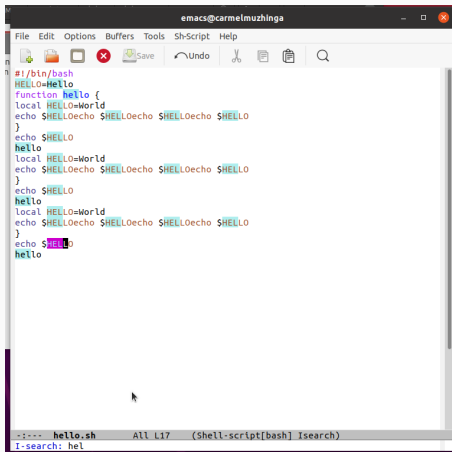 emacs@carmelmuzhinga
File Edit Options Buffers Tools Sh-Script Help
Save Undo
#!/bin/bash
HELLO=Hello
function hello {
local HELLO=World
echo $HELLOecho $HELLOecho $HELLOecho $HELLO
}
echo $HELLO
hello
local HELLO=World
echo $HELLOecho $HELLOecho $HELLOecho $HELLO
}
echo $HELLO
hello
local HELLO=World
echo $HELLOecho $HELLOecho $HELLOecho $HELLO
}
echo $HELLO
hello
-:--- hello.sh All L17 (Shell-script[bash] Isearch)
I-search: hel